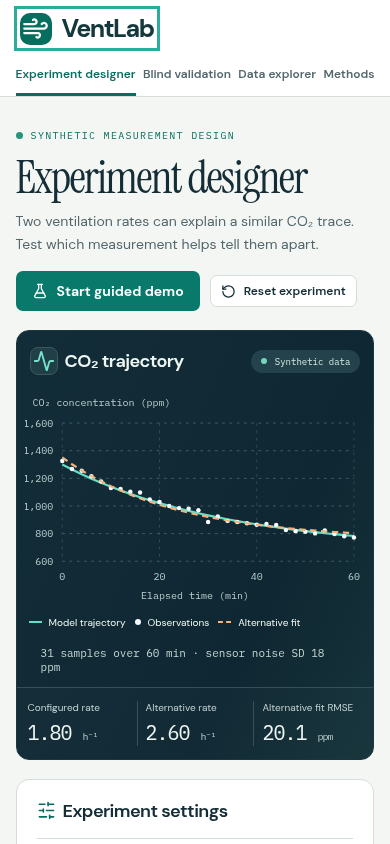 VentLab
Experiment designer Blind validation Data explorer Methods
SYNTHETIC MEASUREMENT DESIGN
Experiment designer
Two ventilation rates can explain a similar CO₂ trace.
Test which measurement helps tell them apart.
Start guided demo Reset experiment
CO₂ trajectory Synthetic data
CO₂ concentration (ppm)
1,600
1,400
1,200
1,000
800
600
0 20 40 60
Elapsed time (min)
Model trajectory Observations Alternative fit
31 samples over 60 min · sensor noise SD 18
ppm
Configured rate Alternative rate Alternative fit RMSE
1.80 h⁻¹ 2.60 h⁻¹ 20.1 ppm
Experiment settings